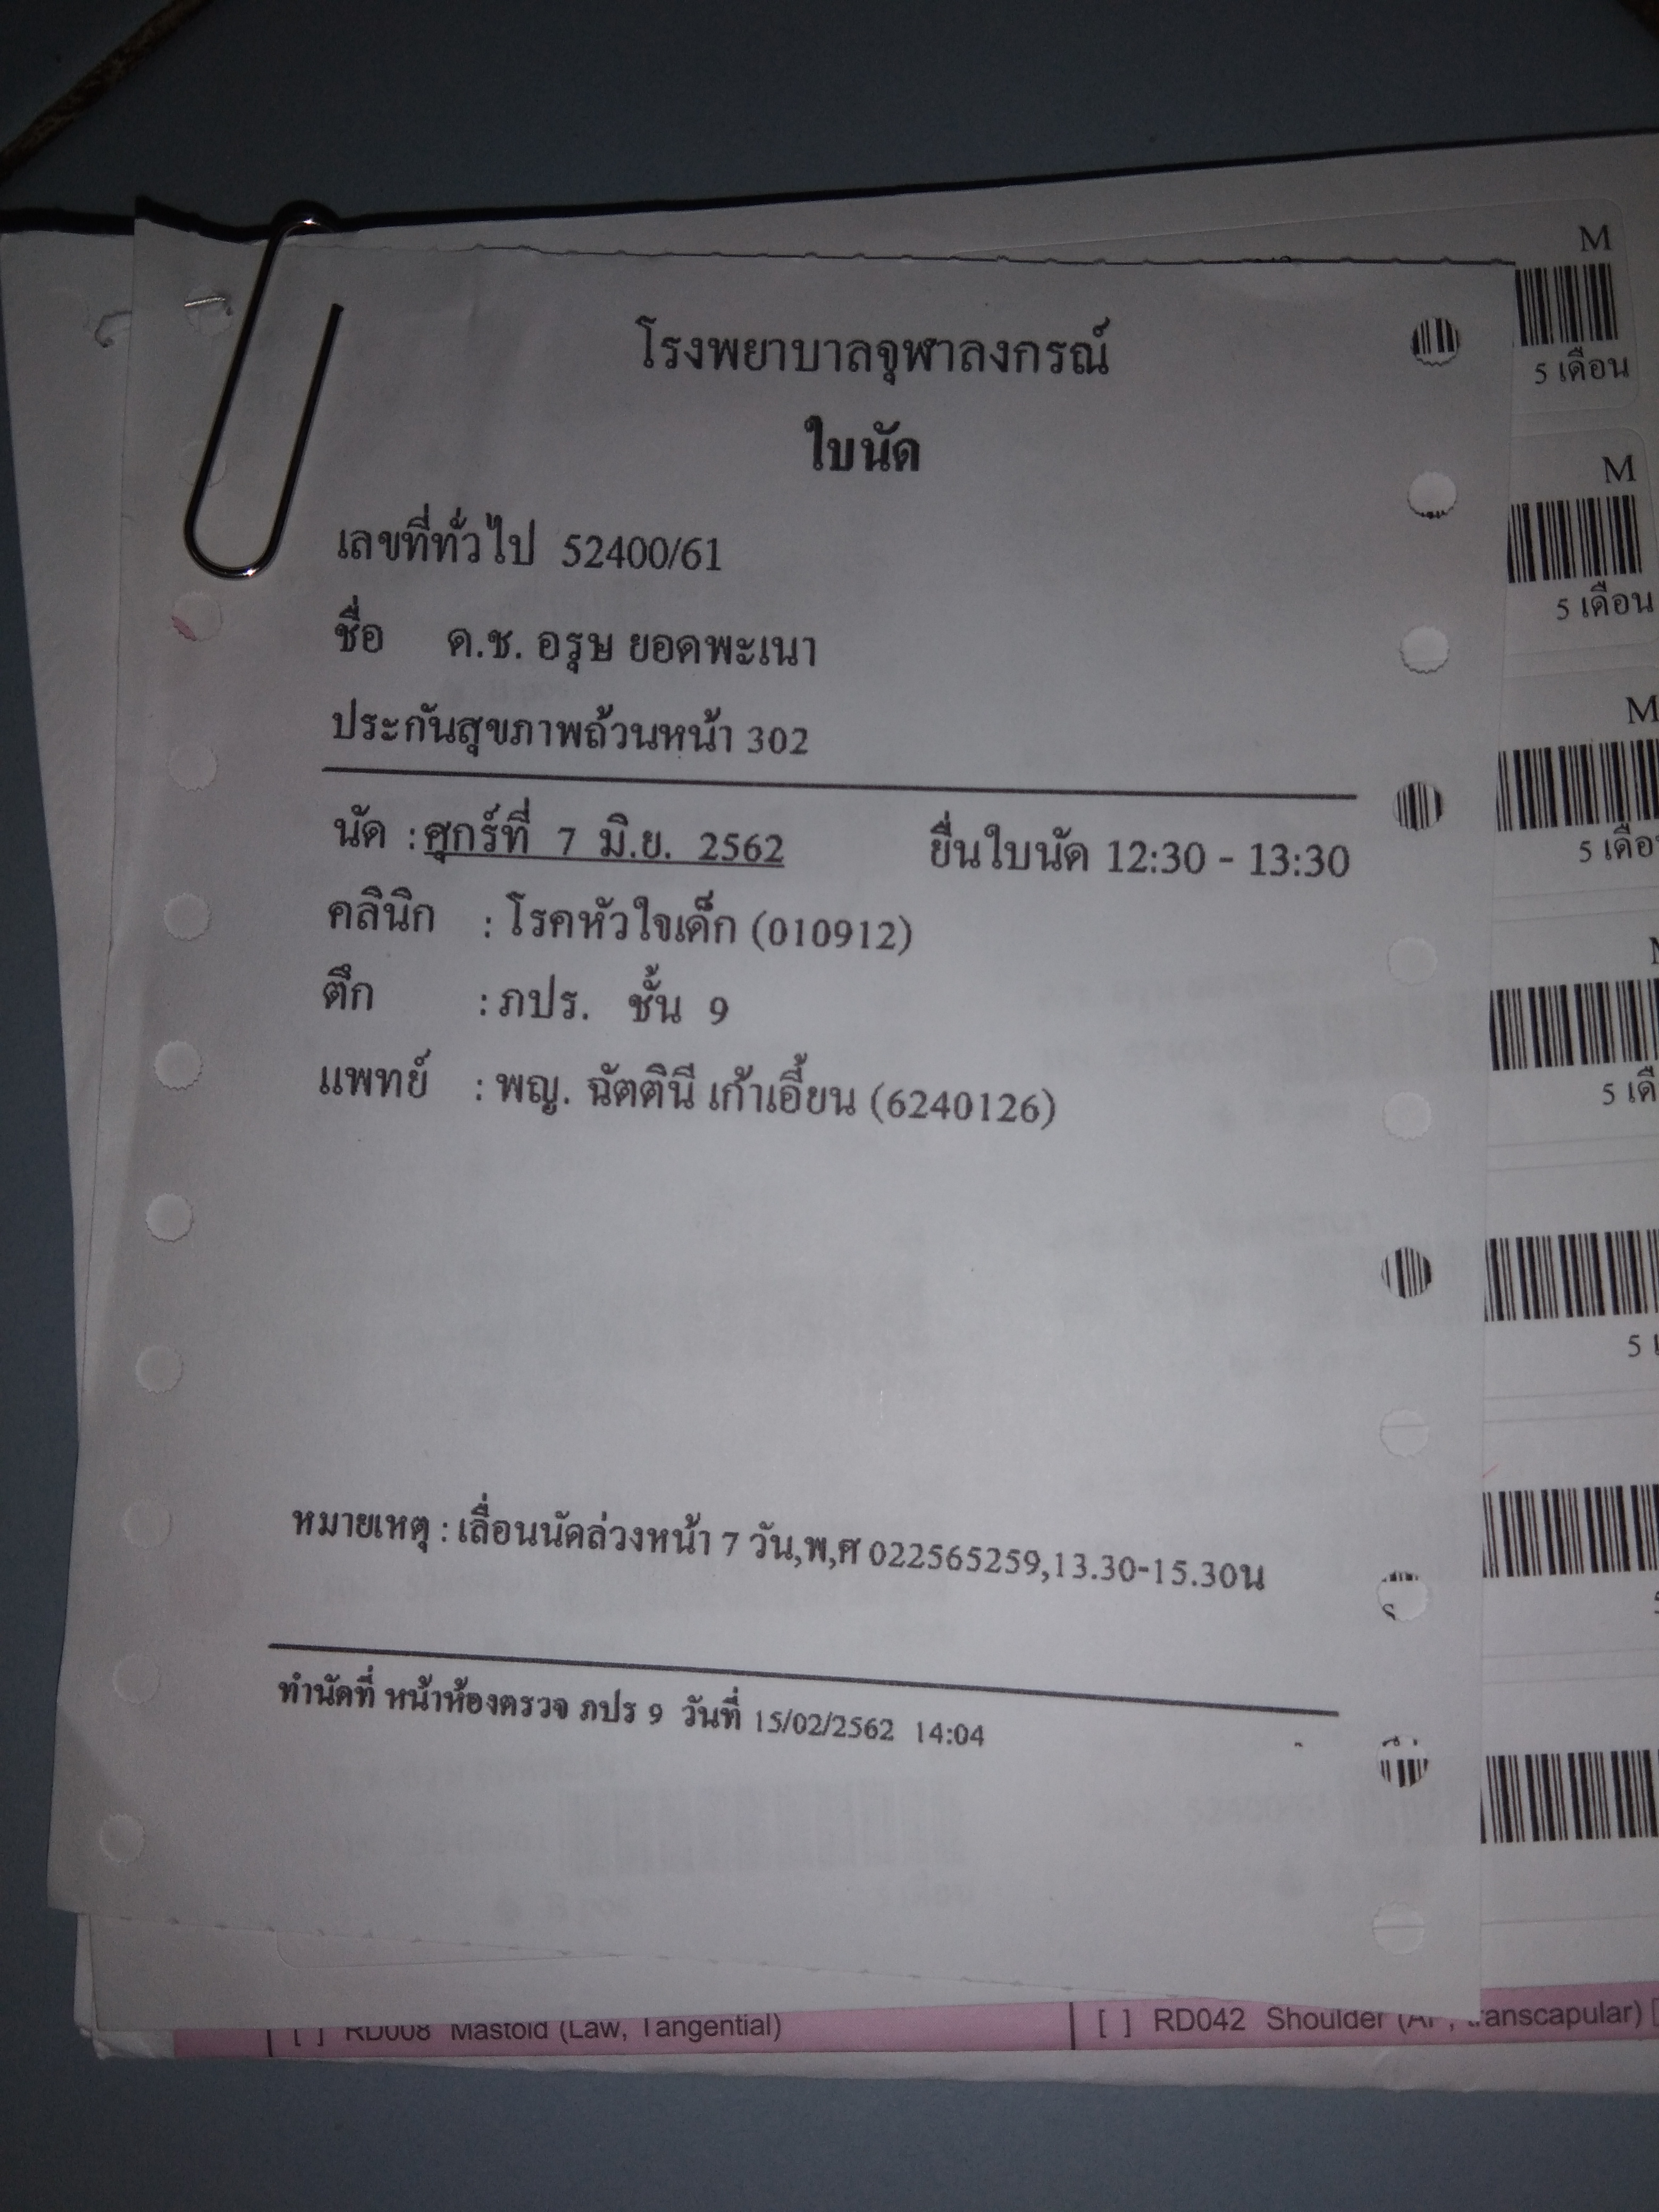 โรงพยาบาลจุฬาลงกรณ์
ใบนัด
เลขที่ทั่วไป 52400/61
ชื่อ ด.ช. อรุษ ยอดพะเนา
ประกันสุขภาพถ้วนหน้า 302
นัด : ศุกร์ที่ 7 มิ.ย. 2562 ยื่นใบนัด 12:30 - 13:30
คลินิก : โรคหัวใจเด็ก (010912)
ตึก : ภปร. ชั้น 9
แพทย์ : พญ. ฉัตตินี เก้าเอี้ยน (6240126)
หมายเหตุ : เลื่อนนัดล่วงหน้า 7 วัน,พ,ศ 022565259,13.30-15.30น
ทำนัดที่ หน้าห้องตรวจ ภปร 9 วันที่ 15/02/2562 14:04
M
5 เดือน
M
5 เดือน
M
5
5
5
[ ] RD008 Mastoid (Law, Tangential)
[ ] RD042 Shoulder (AP, transcapular)